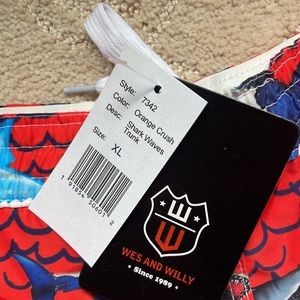 Style: 7342
Color: Orange Crush
Desc: Shark Waves
Trunk
Size: XL
WES AND WILLY
• Since 1989 •